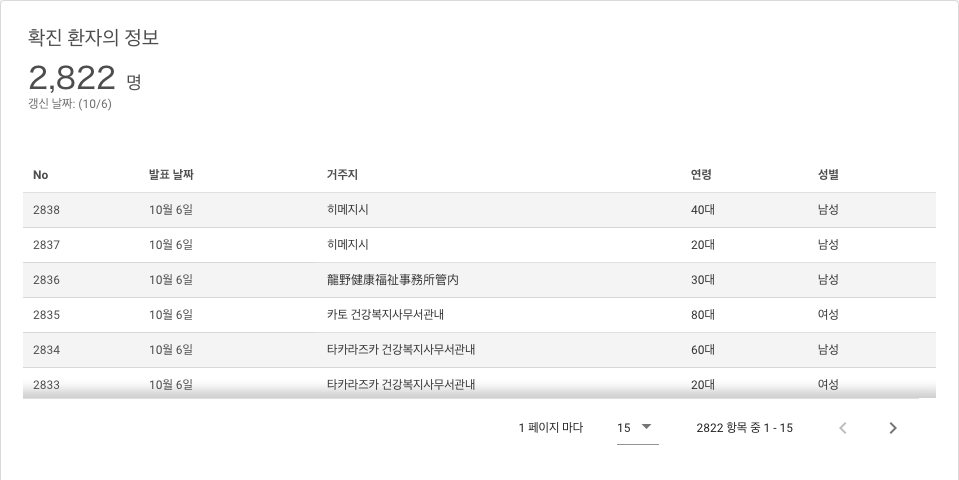 확진 환자의 정보
2,822 명
갱신 날짜: (10/6)
No 발표 날짜 거주지 연령 성별
2838 10월 6일 히메지시 40대 남성
2837 10월 6일 히메지시 20대 남성
2836 10월 6일 龍野健康福祉事務所管内 30대 남성
2835 10월 6일 카토 건강복지사무서관내 80대 여성
2834 10월 6일 타카라즈카 건강복지사무서관내 60대 남성
2833 10월 6일 타카라즈카 건강복지사무서관내 20대 여성
1 페이지 마다 15 2822 항목 중 1 - 15